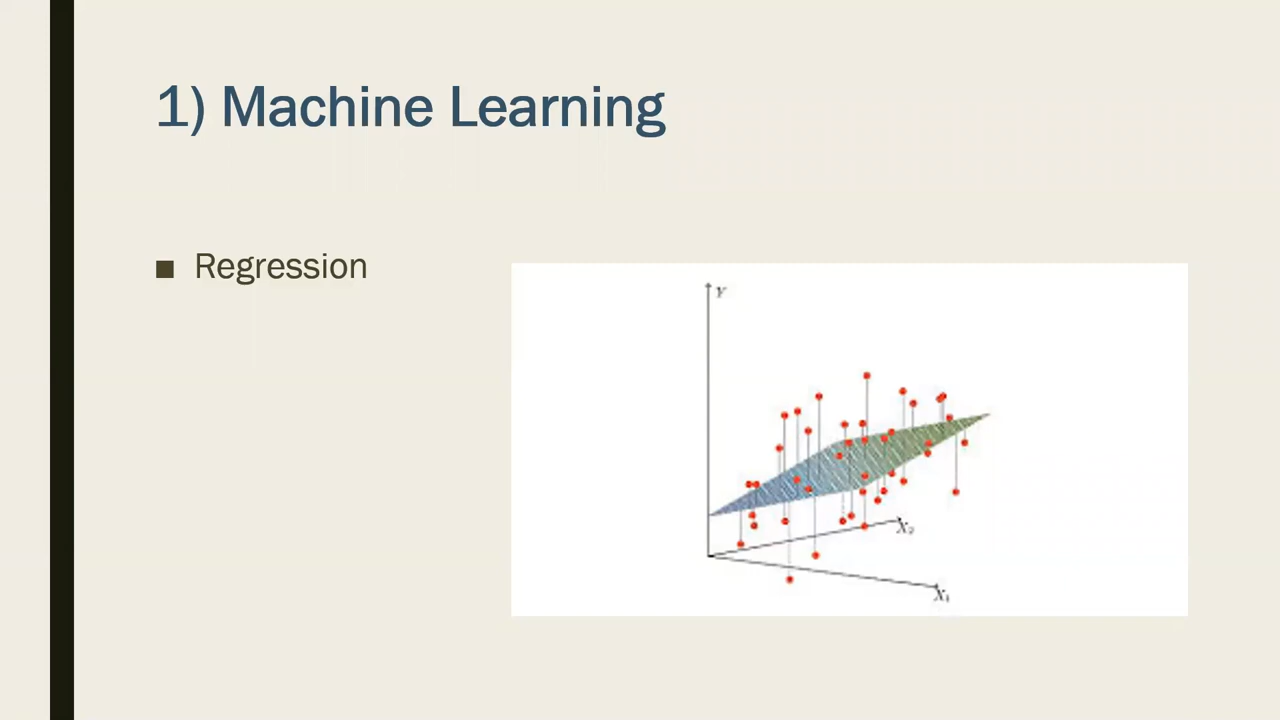 1) Machine Learning
■ Regression
Y
X₂
X₁